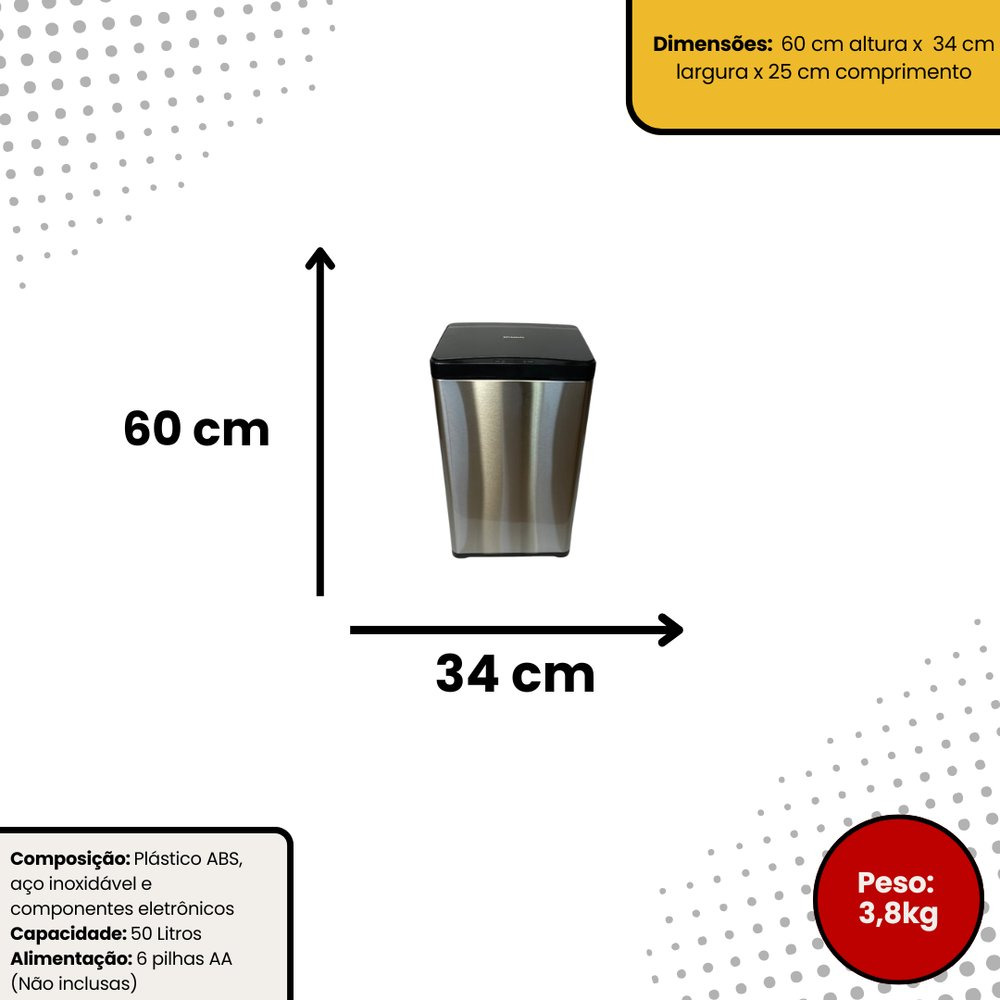 Dimensões: 60 cm altura x 34 cm
largura x 25 cm comprimento
60 cm
34 cm
Composição: Plástico ABS,
aço inoxidável e
componentes eletrônicos
Capacidade: 50 Litros
Alimentação: 6 pilhas AA
(Não inclusas)
Peso:
3,8kg